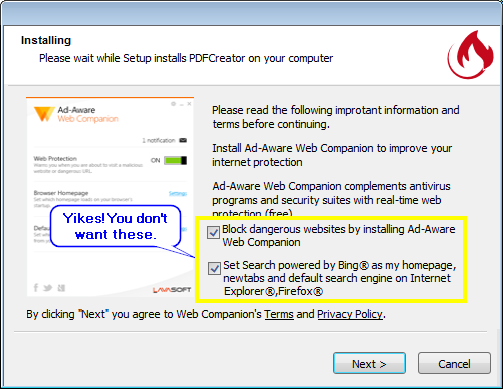 Installing
Please wait while Setup installs PDFCreator on your computer
Ad-Aware
Web Companion
1 notification
Web Protection
ON
Warns you when you are about to visit a malicious
website or dangerous URL.
Browser Homepage
Settings
Set which homepage loads on your browser's
startup.
Settings
LAVASOFT
Yikes! You don't
want these.
Please read the following improtant information and
terms before continuing.
Install Ad-Aware Web Companion to improve your
internet protection
Ad-Aware Web Companion complements antivirus
programs and security suites with real-time web
protection (free)
Block dangerous websites by installing Ad-Aware
Web Companion
Set Search powered by Bing® as my homepage,
newtabs and default search engine on Internet
Explorer®,Firefox®
By clicking "Next" you agree to Web Companion's Terms and Privacy Policy.
Next >
Cancel